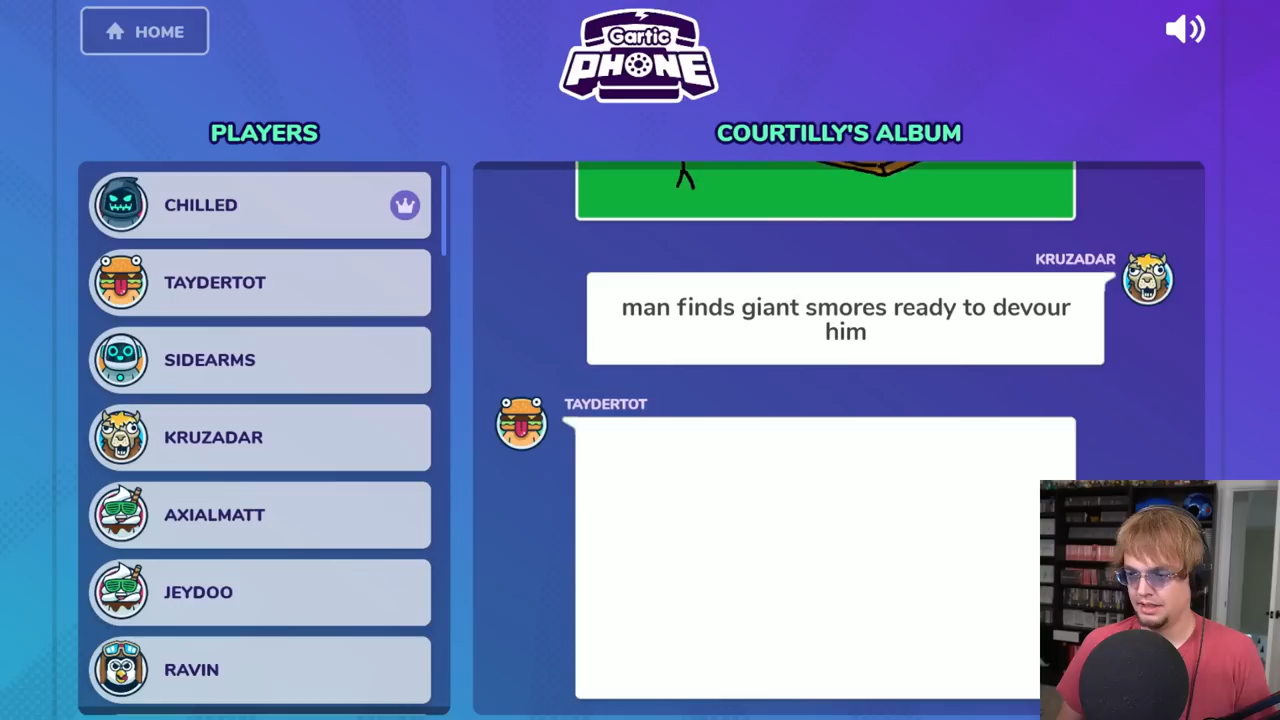 HOME
Gartic
PHONE
PLAYERS
COURTILLY'S ALBUM
CHILLED
TAYDERTOT
SIDEARMS
KRUZADAR
AXIALMATT
JEYDOO
RAVIN
KRUZADAR
man finds giant smores ready to devour
him
TAYDERTOT